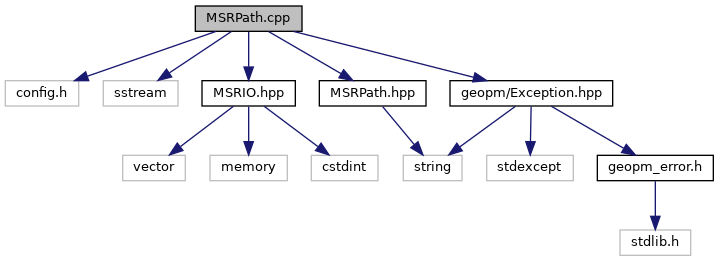 MSRPath.cpp
config.h
sstream
MSRIO.hpp
MSRPath.hpp
geopm/Exception.hpp
vector
memory
cstdint
string
stdexcept
geopm_error.h
stdlib.h